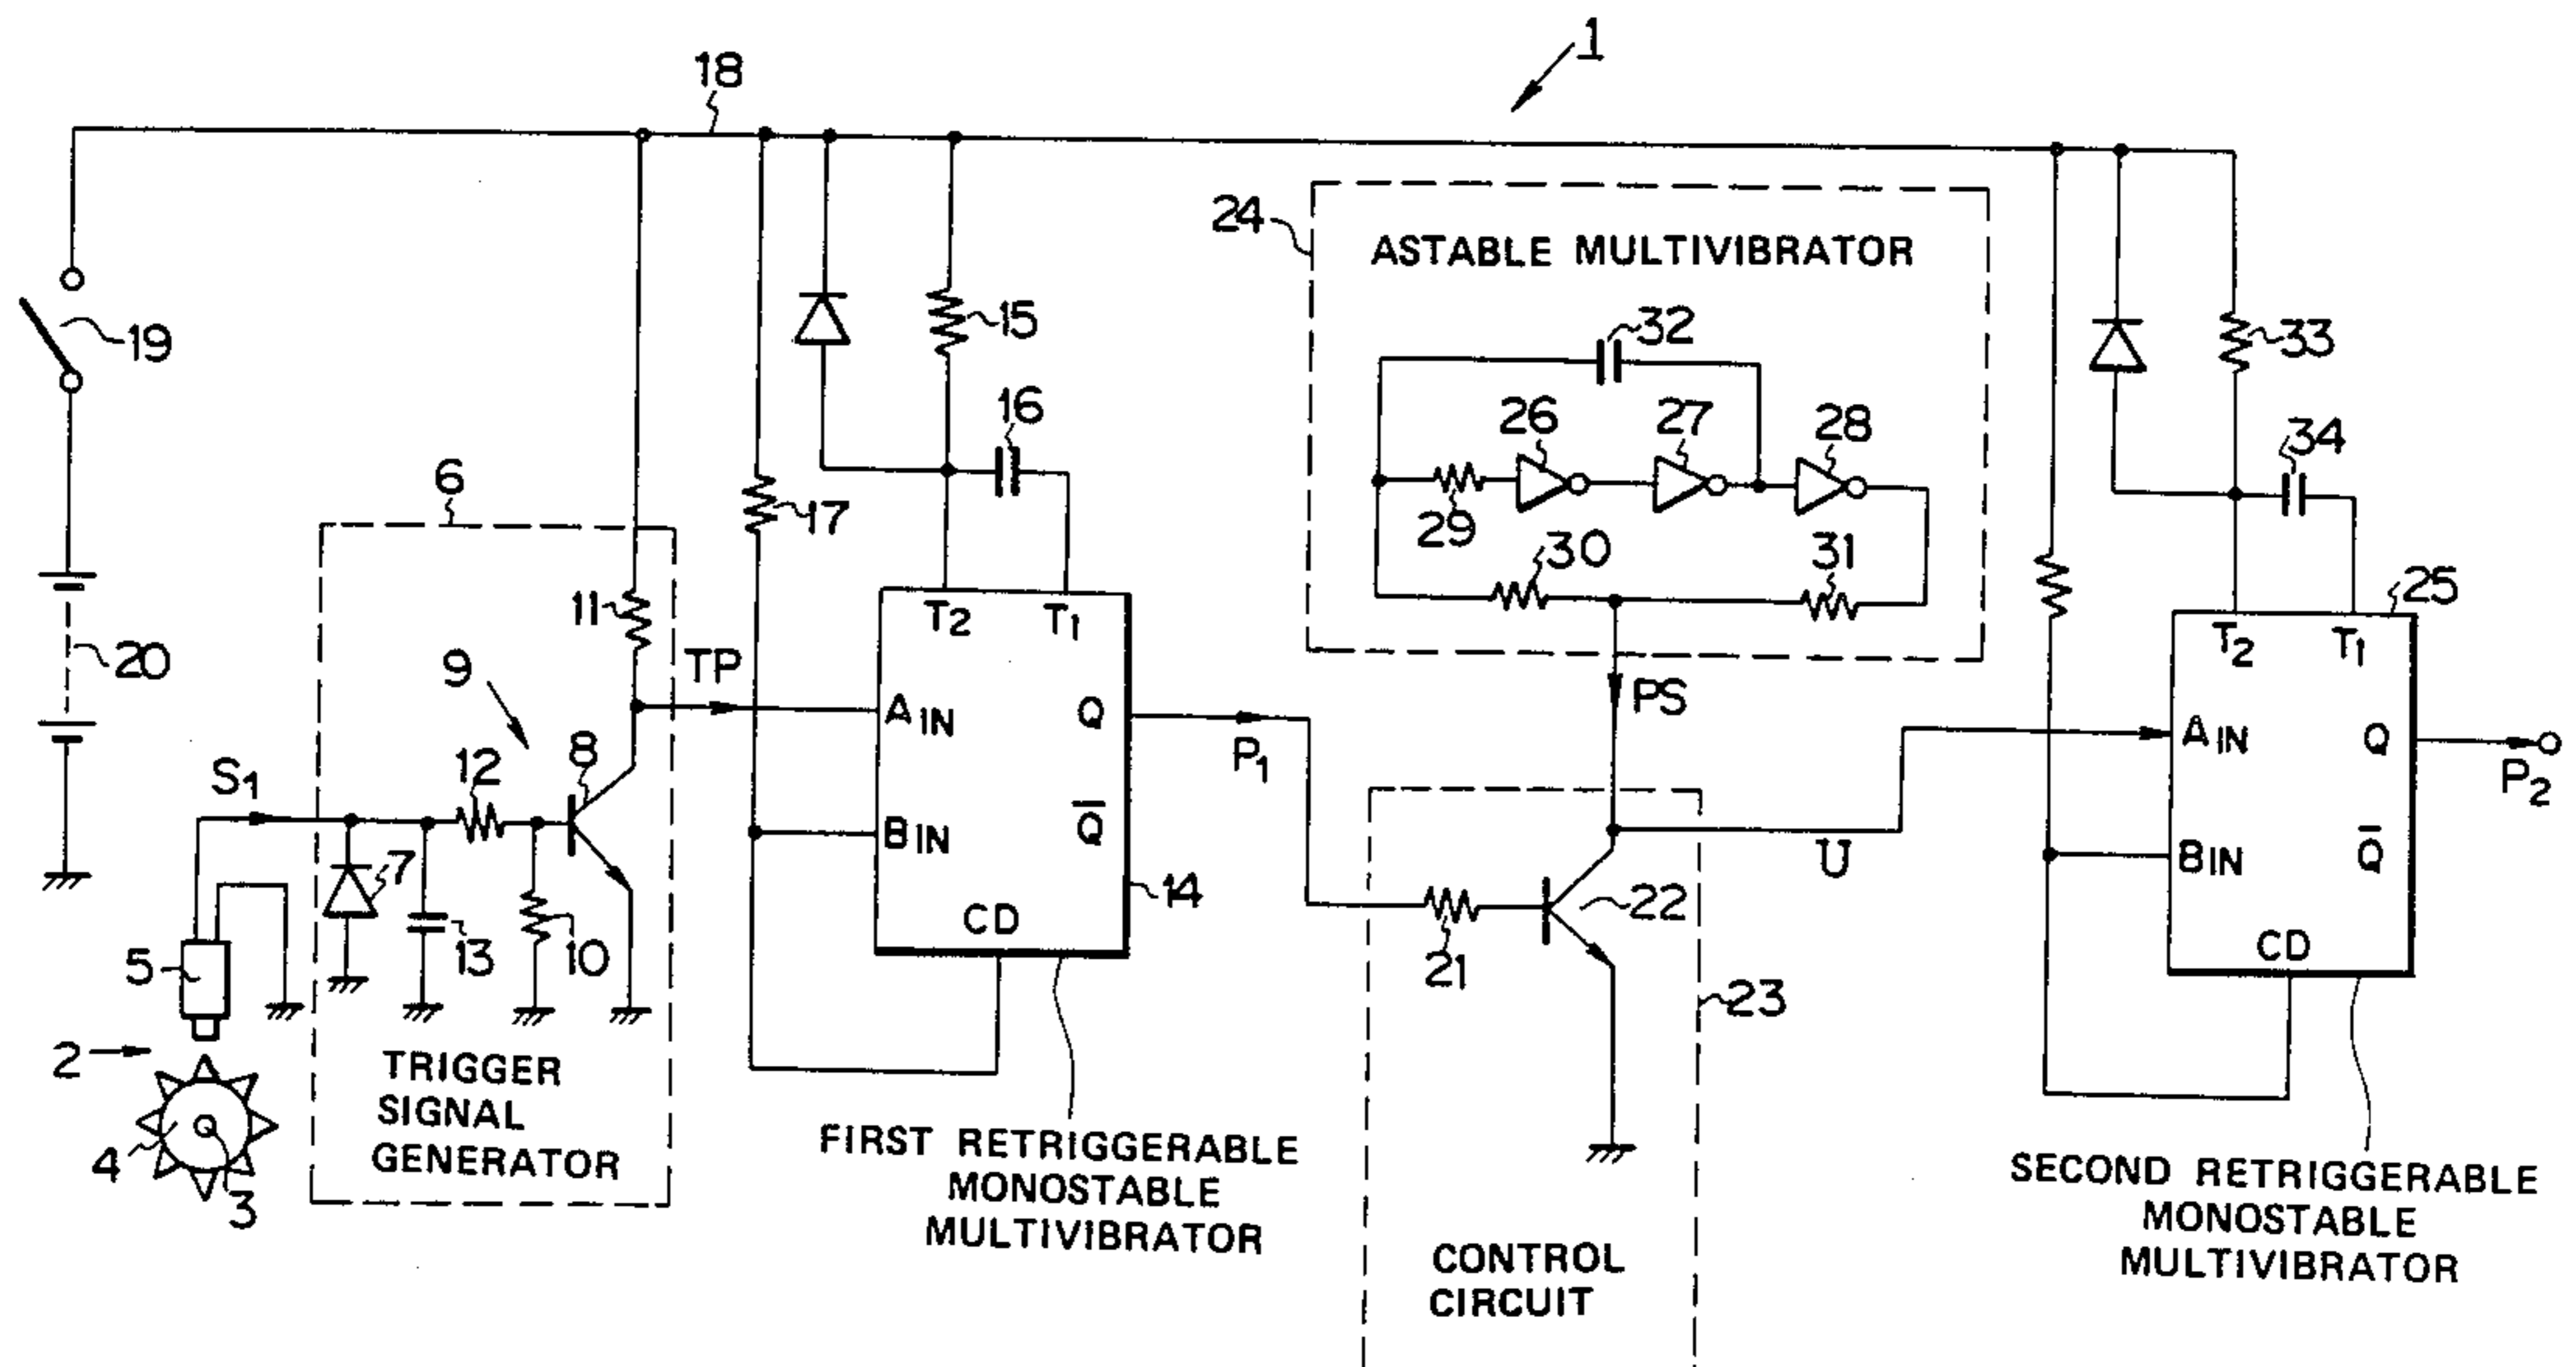 1
18
19
20
6
11
TP
9
8
12
S1
7
13
10
5
2
4
3
TRIGGER
SIGNAL
GENERATOR
17
15
16
T2
T1
AIN
Q
BIN
Q̅
CD
14
P1
FIRST RETRIGGERABLE
MONOSTABLE
MULTIVIBRATOR
24
ASTABLE MULTIVIBRATOR
32
26
27
28
29
30
31
PS
U
21
22
23
CONTROL
CIRCUIT
33
34
25
T2
T1
AIN
Q
BIN
Q̅
CD
P2
SECOND RETRIGGERABLE
MONOSTABLE
MULTIVIBRATOR